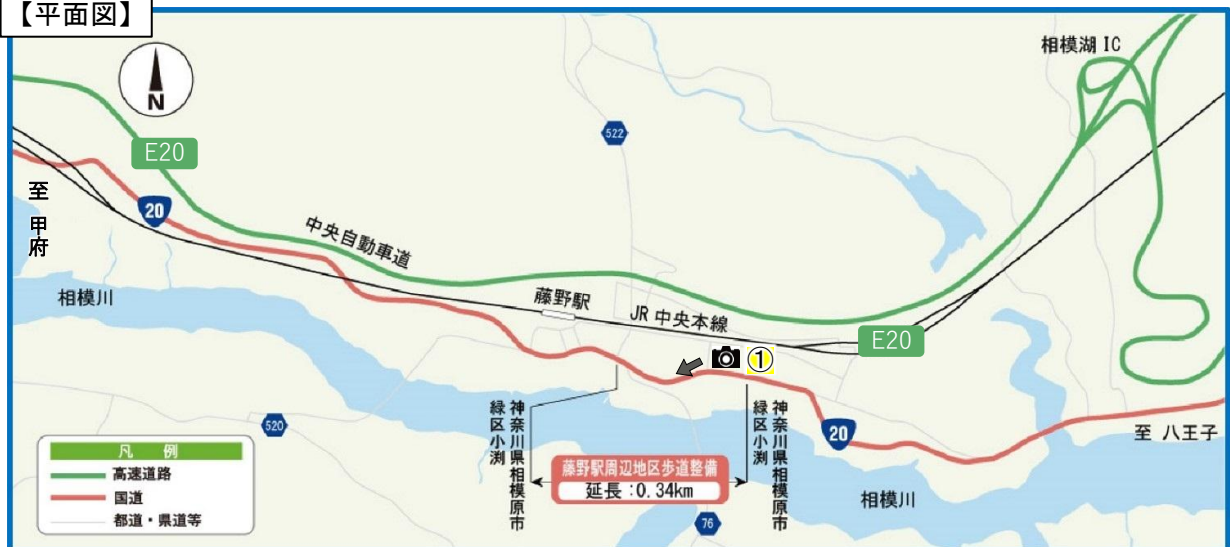 【平面図】
相模湖 IC
N
522
E20
至 甲府
20
中央自動車道
相模川
藤野駅
JR 中央本線
E20
①
神奈川県相模原市
緑区小渕
神奈川県相模原市
緑区小渕
20
至 八王子
520
藤野駅周辺地区歩道整備
延長：0.34km
相模川
76
凡 例
高速道路
国道
都道・県道等